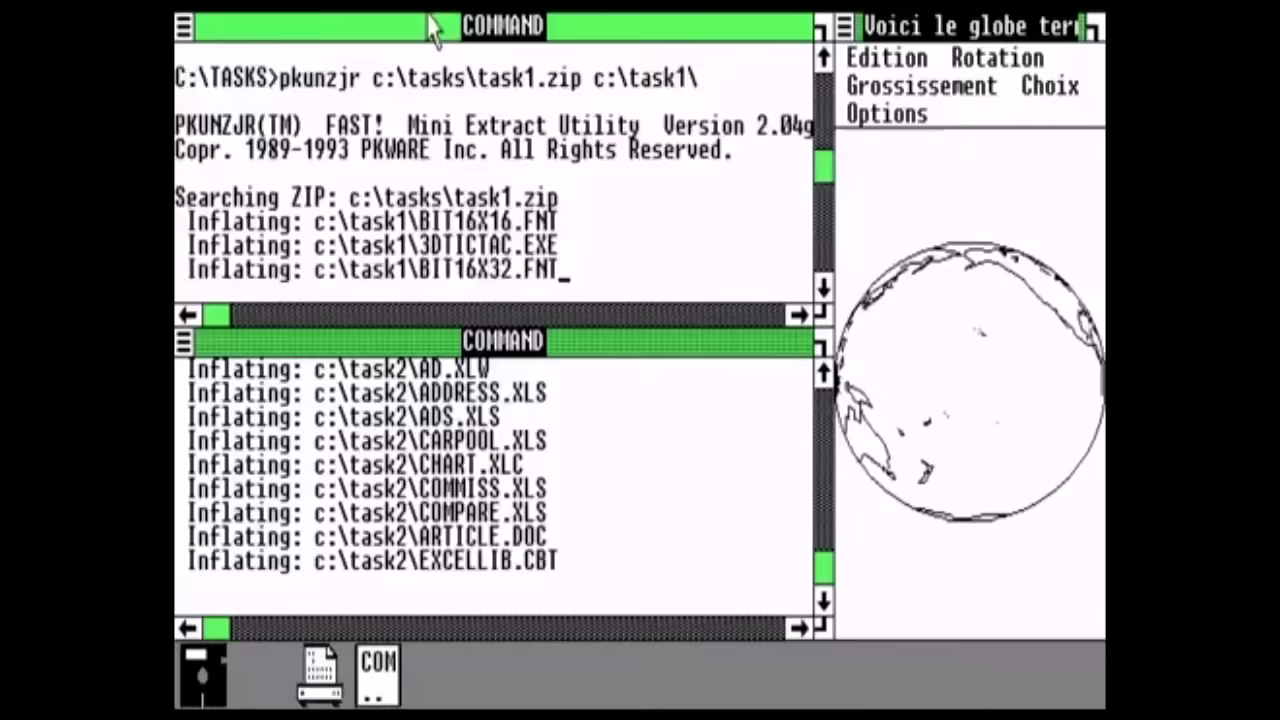 COMMAND
C:\TASKS>pkunzjr c:\tasks\task1.zip c:\task1\
PKUNZJR(TM) FAST! Mini Extract Utility Version 2.04g
Copr. 1989-1993 PKWARE Inc. All Rights Reserved.
Searching ZIP: c:\tasks\task1.zip
Inflating: c:\task1\BIT16X16.FNT
Inflating: c:\task1\3DTICTAC.EXE
Inflating: c:\task1\BIT16X32.FNT_
COMMAND
Inflating: c:\task2\AD.XLW
Inflating: c:\task2\ADDRESS.XLS
Inflating: c:\task2\ADS.XLS
Inflating: c:\task2\CARPOOL.XLS
Inflating: c:\task2\CHART.XLC
Inflating: c:\task2\COMMISS.XLS
Inflating: c:\task2\COMPARE.XLS
Inflating: c:\task2\ARTICLE.DOC
Inflating: c:\task2\EXCELLIB.CBT
Voici le globe ter
Edition Rotation
Grossissement Choix
Options
COM
..